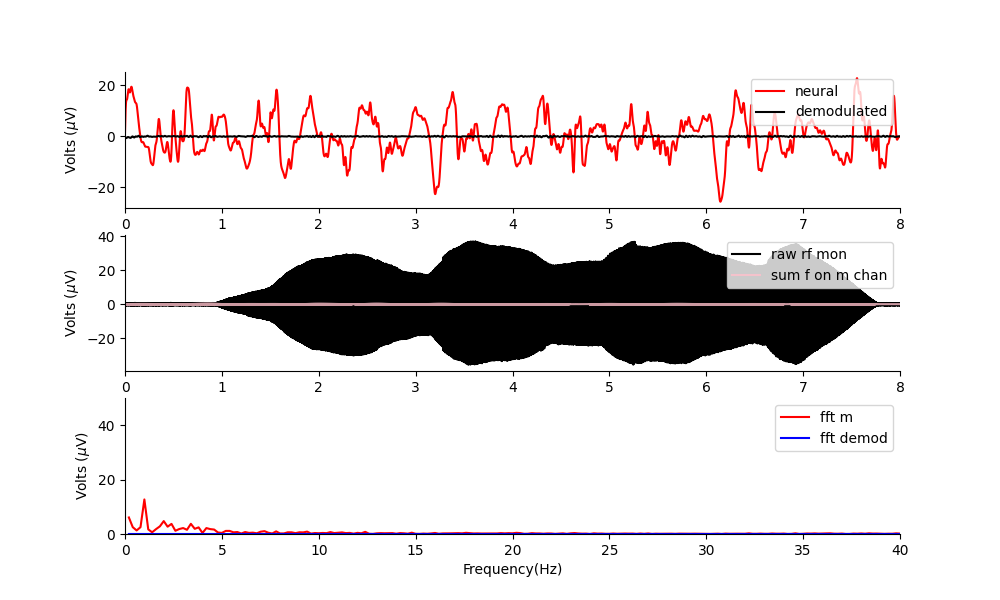 20
0
−20
Volts (μV)
neural
demodulated
0 1 2 3 4 5 6 7 8
40
20
0
−20
Volts (μV)
raw rf mon
sum f on m chan
0 1 2 3 4 5 6 7 8
40
20
0
Volts (μV)
fft m
fft demod
0 5 10 15 20 25 30 35 40
Frequency(Hz)